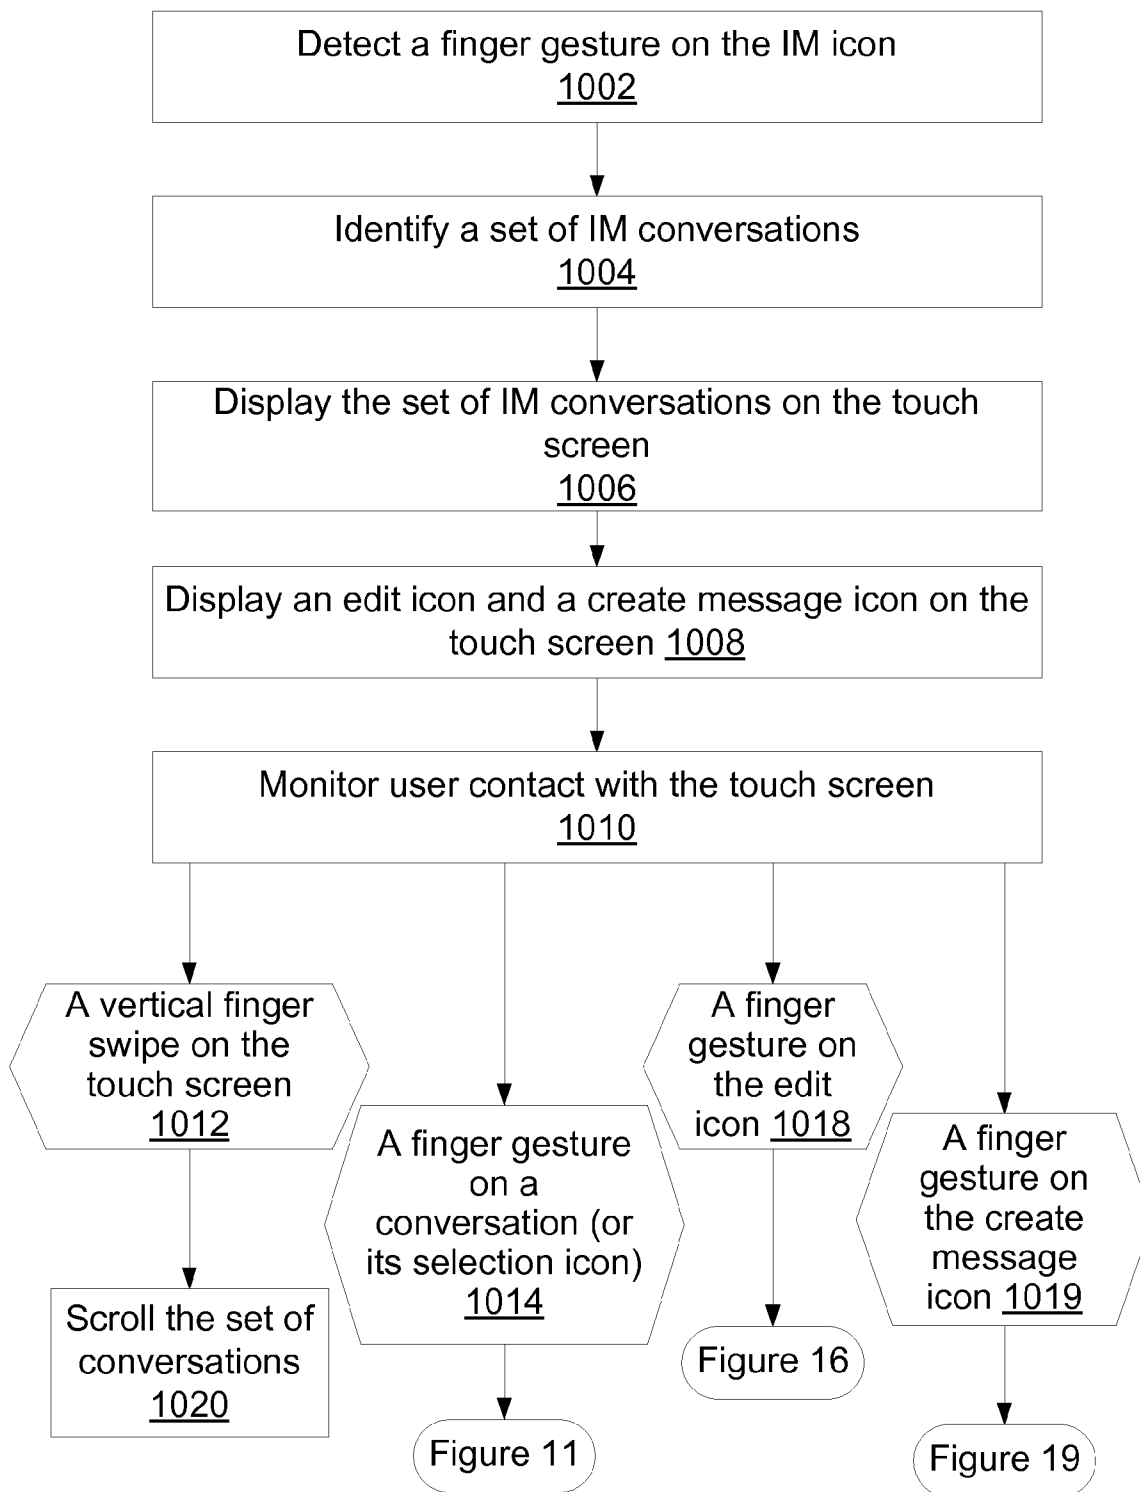 Detect a finger gesture on the IM icon
1002
Identify a set of IM conversations
1004
Display the set of IM conversations on the touch
screen
1006
Display an edit icon and a create message icon on the
touch screen 1008
Monitor user contact with the touch screen
1010
A vertical finger
swipe on the
touch screen
1012
Scroll the set of
conversations
1020
A finger gesture
on a
conversation (or
its selection icon)
1014
Figure 11
A finger
gesture on
the edit
icon 1018
Figure 16
A finger
gesture on
the create
message
icon 1019
Figure 19